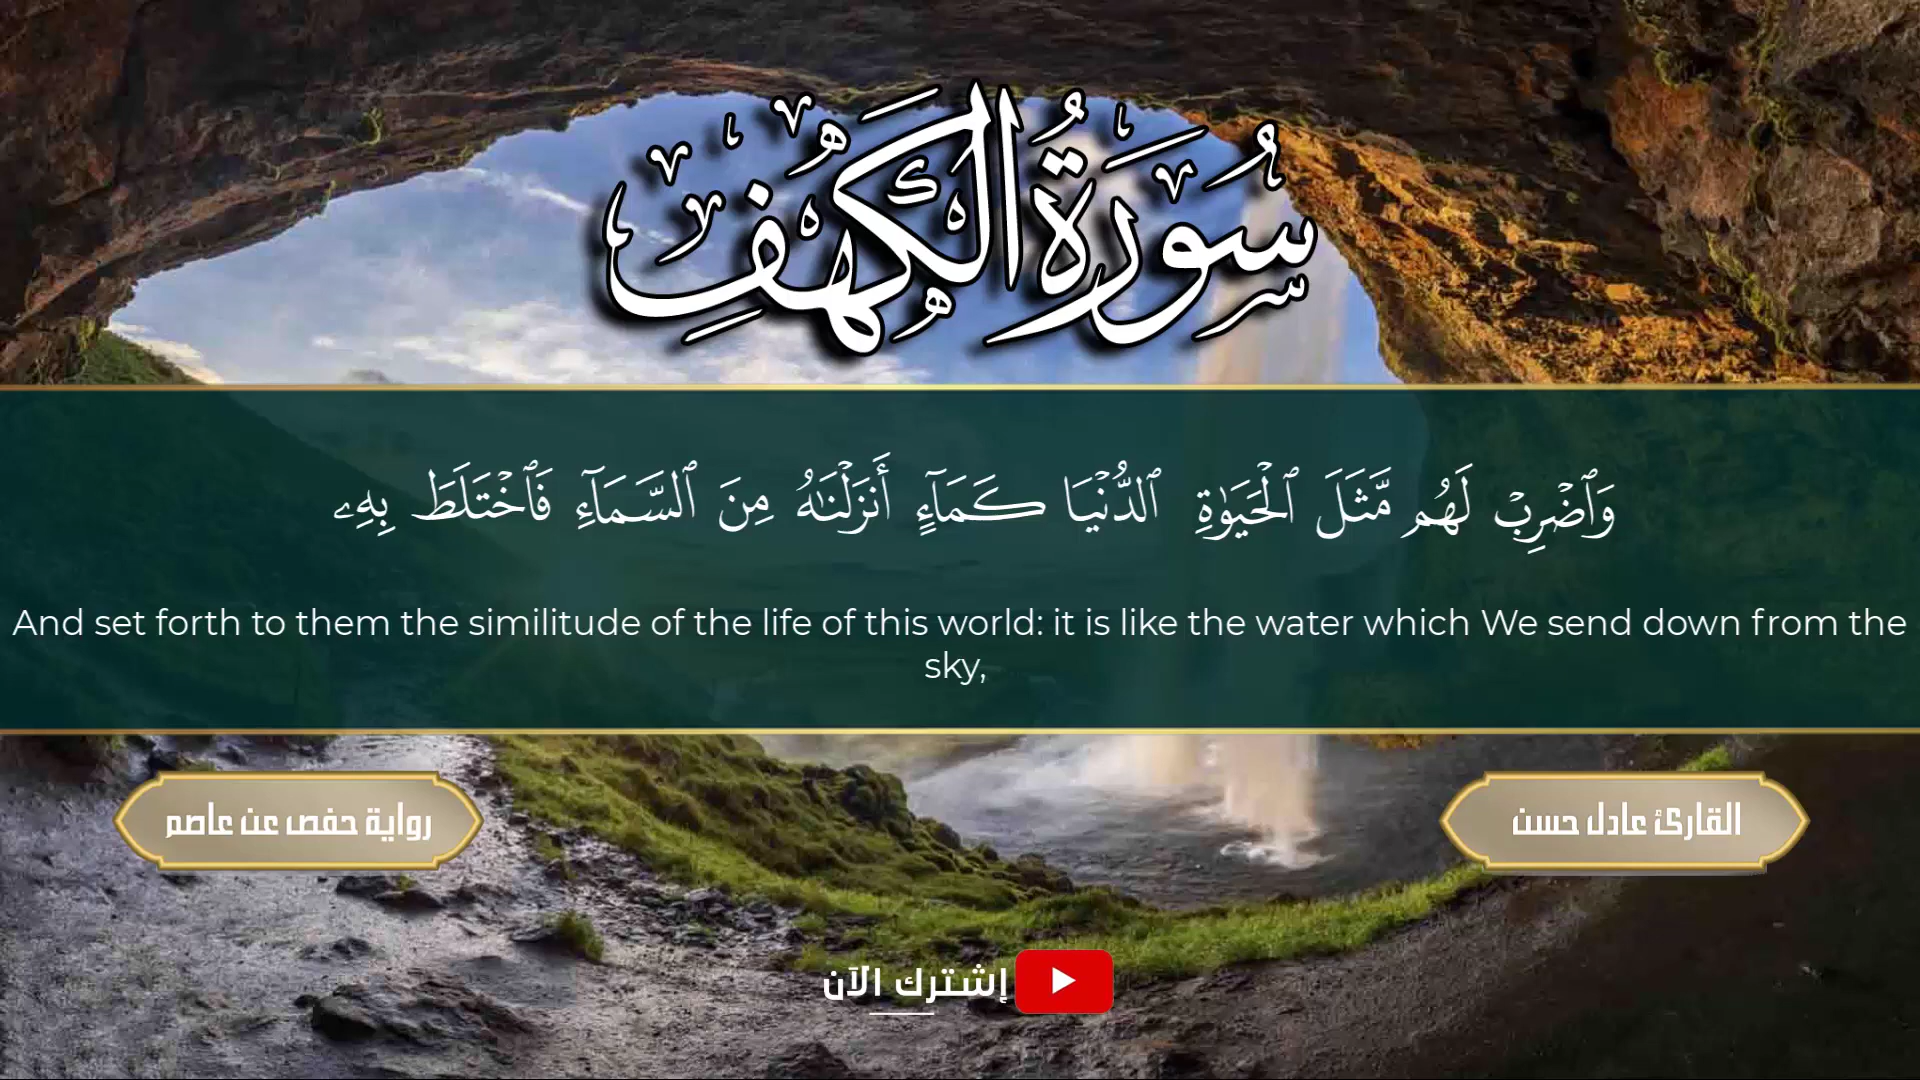 سُورَةُ الكَهْفِ
وَٱضْرِبْ لَهُم مَّثَلَ ٱلْحَيَوٰةِ ٱلدُّنْيَا كَمَآءٍ أَنزَلْنَٰهُ مِنَ ٱلسَّمَآءِ فَٱخْتَلَطَ بِهِۦ
And set forth to them the similitude of the life of this world: it is like the water which We send down from the
sky,
القارئ عادل حسن
رواية حفص عن عاصم
إشترك الآن